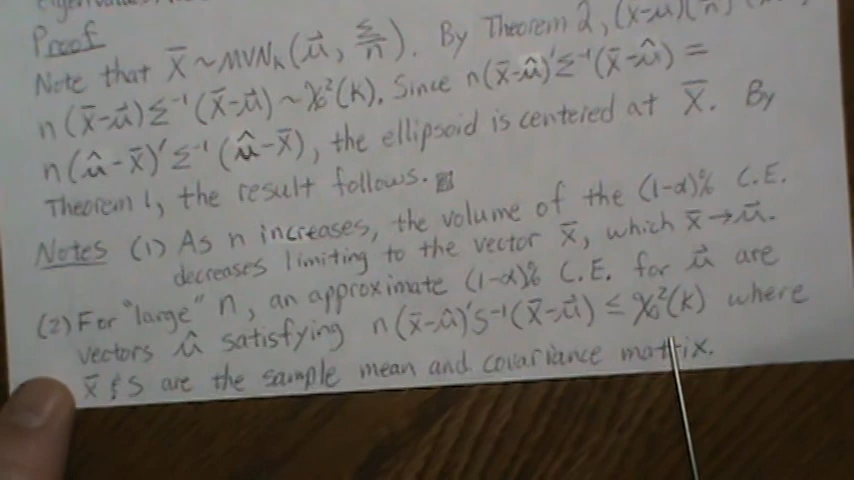 Proof
Note that X̄ ~ MVN_k(μ⃗, Σ/n). By Theorem 2, (x̄-μ)(
n(x̄-μ⃗)Σ⁻¹(x̄-μ⃗) ~ χ²(k). Since n(x̄-μ̂)'Σ⁻¹(x̄-μ̂) =
n(μ̂-x̄)'Σ⁻¹(μ̂-x̄), the ellipsoid is centered at X̄. By
Theorem 1, the result follows.
Notes (1) As n increases, the volume of the (1-α)% C.E.
decreases limiting to the vector x̄, which x̄→μ⃗.
(2) For "large" n, an approximate (1-α)% C.E. for μ⃗ are
vectors μ̂ satisfying n(x̄-μ̂)'S⁻¹(x̄-μ⃗) ≤ χ²(k) where
x̄ & S are the sample mean and covariance matrix.